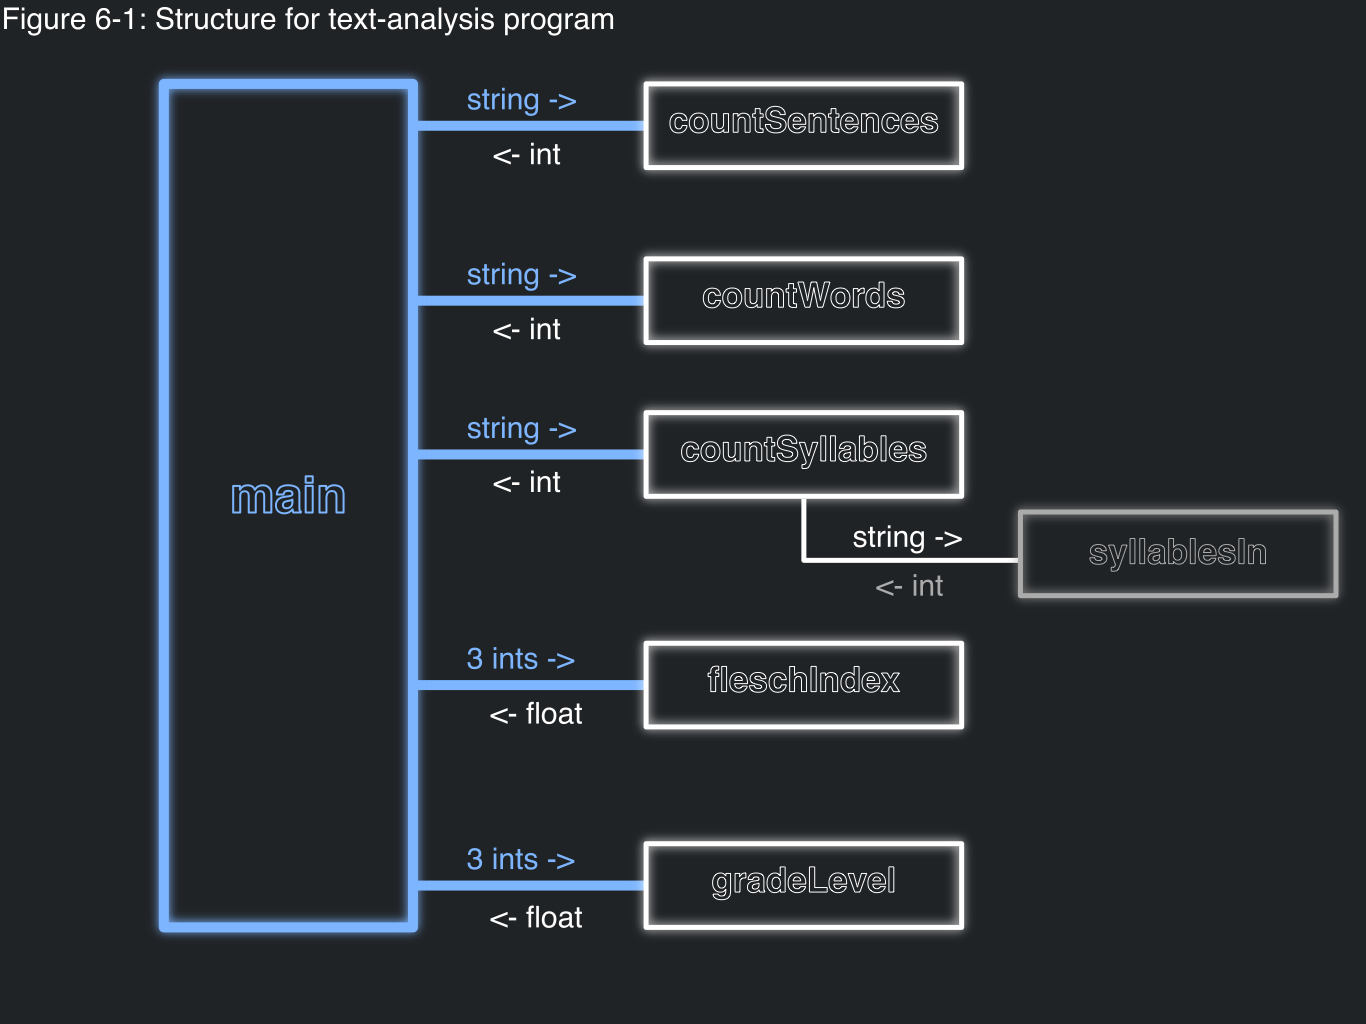 Figure 6-1: Structure for text-analysis program
string ->
countSentences
<- int
string ->
countWords
<- int
string ->
countSyllables
<- int
main
string ->
syllablesIn
<- int
3 ints ->
fleschIndex
<- float
3 ints ->
gradeLevel
<- float